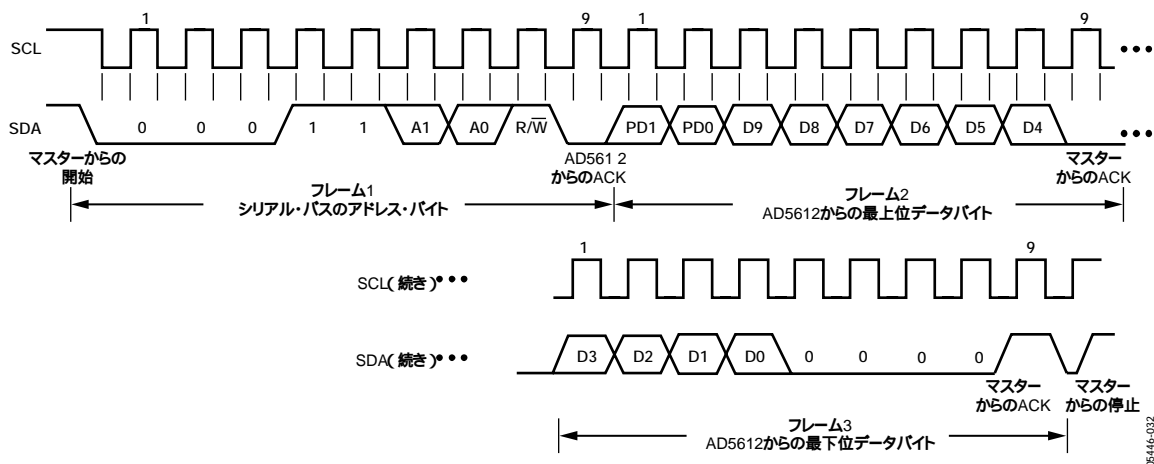 1 9 1 9
SCL •••
SDA 0 0 0 1 1 A1 A0 R/W̅ PD1 PD0 D9 D8 D7 D6 D5 D4 •••
マスターからの
開始
AD561 2
からのACK
マスター
からのACK
フレーム1
シリアル・バスのアドレス・バイト
フレーム2
AD5612からの最上位データバイト
1 9
SCL(続き)•••
SDA(続き)••• D3 D2 D1 D0 0 0 0 0
マスター
からのACK
マスター
からの停止
フレーム3
AD5612からの最下位データバイト
05446-032